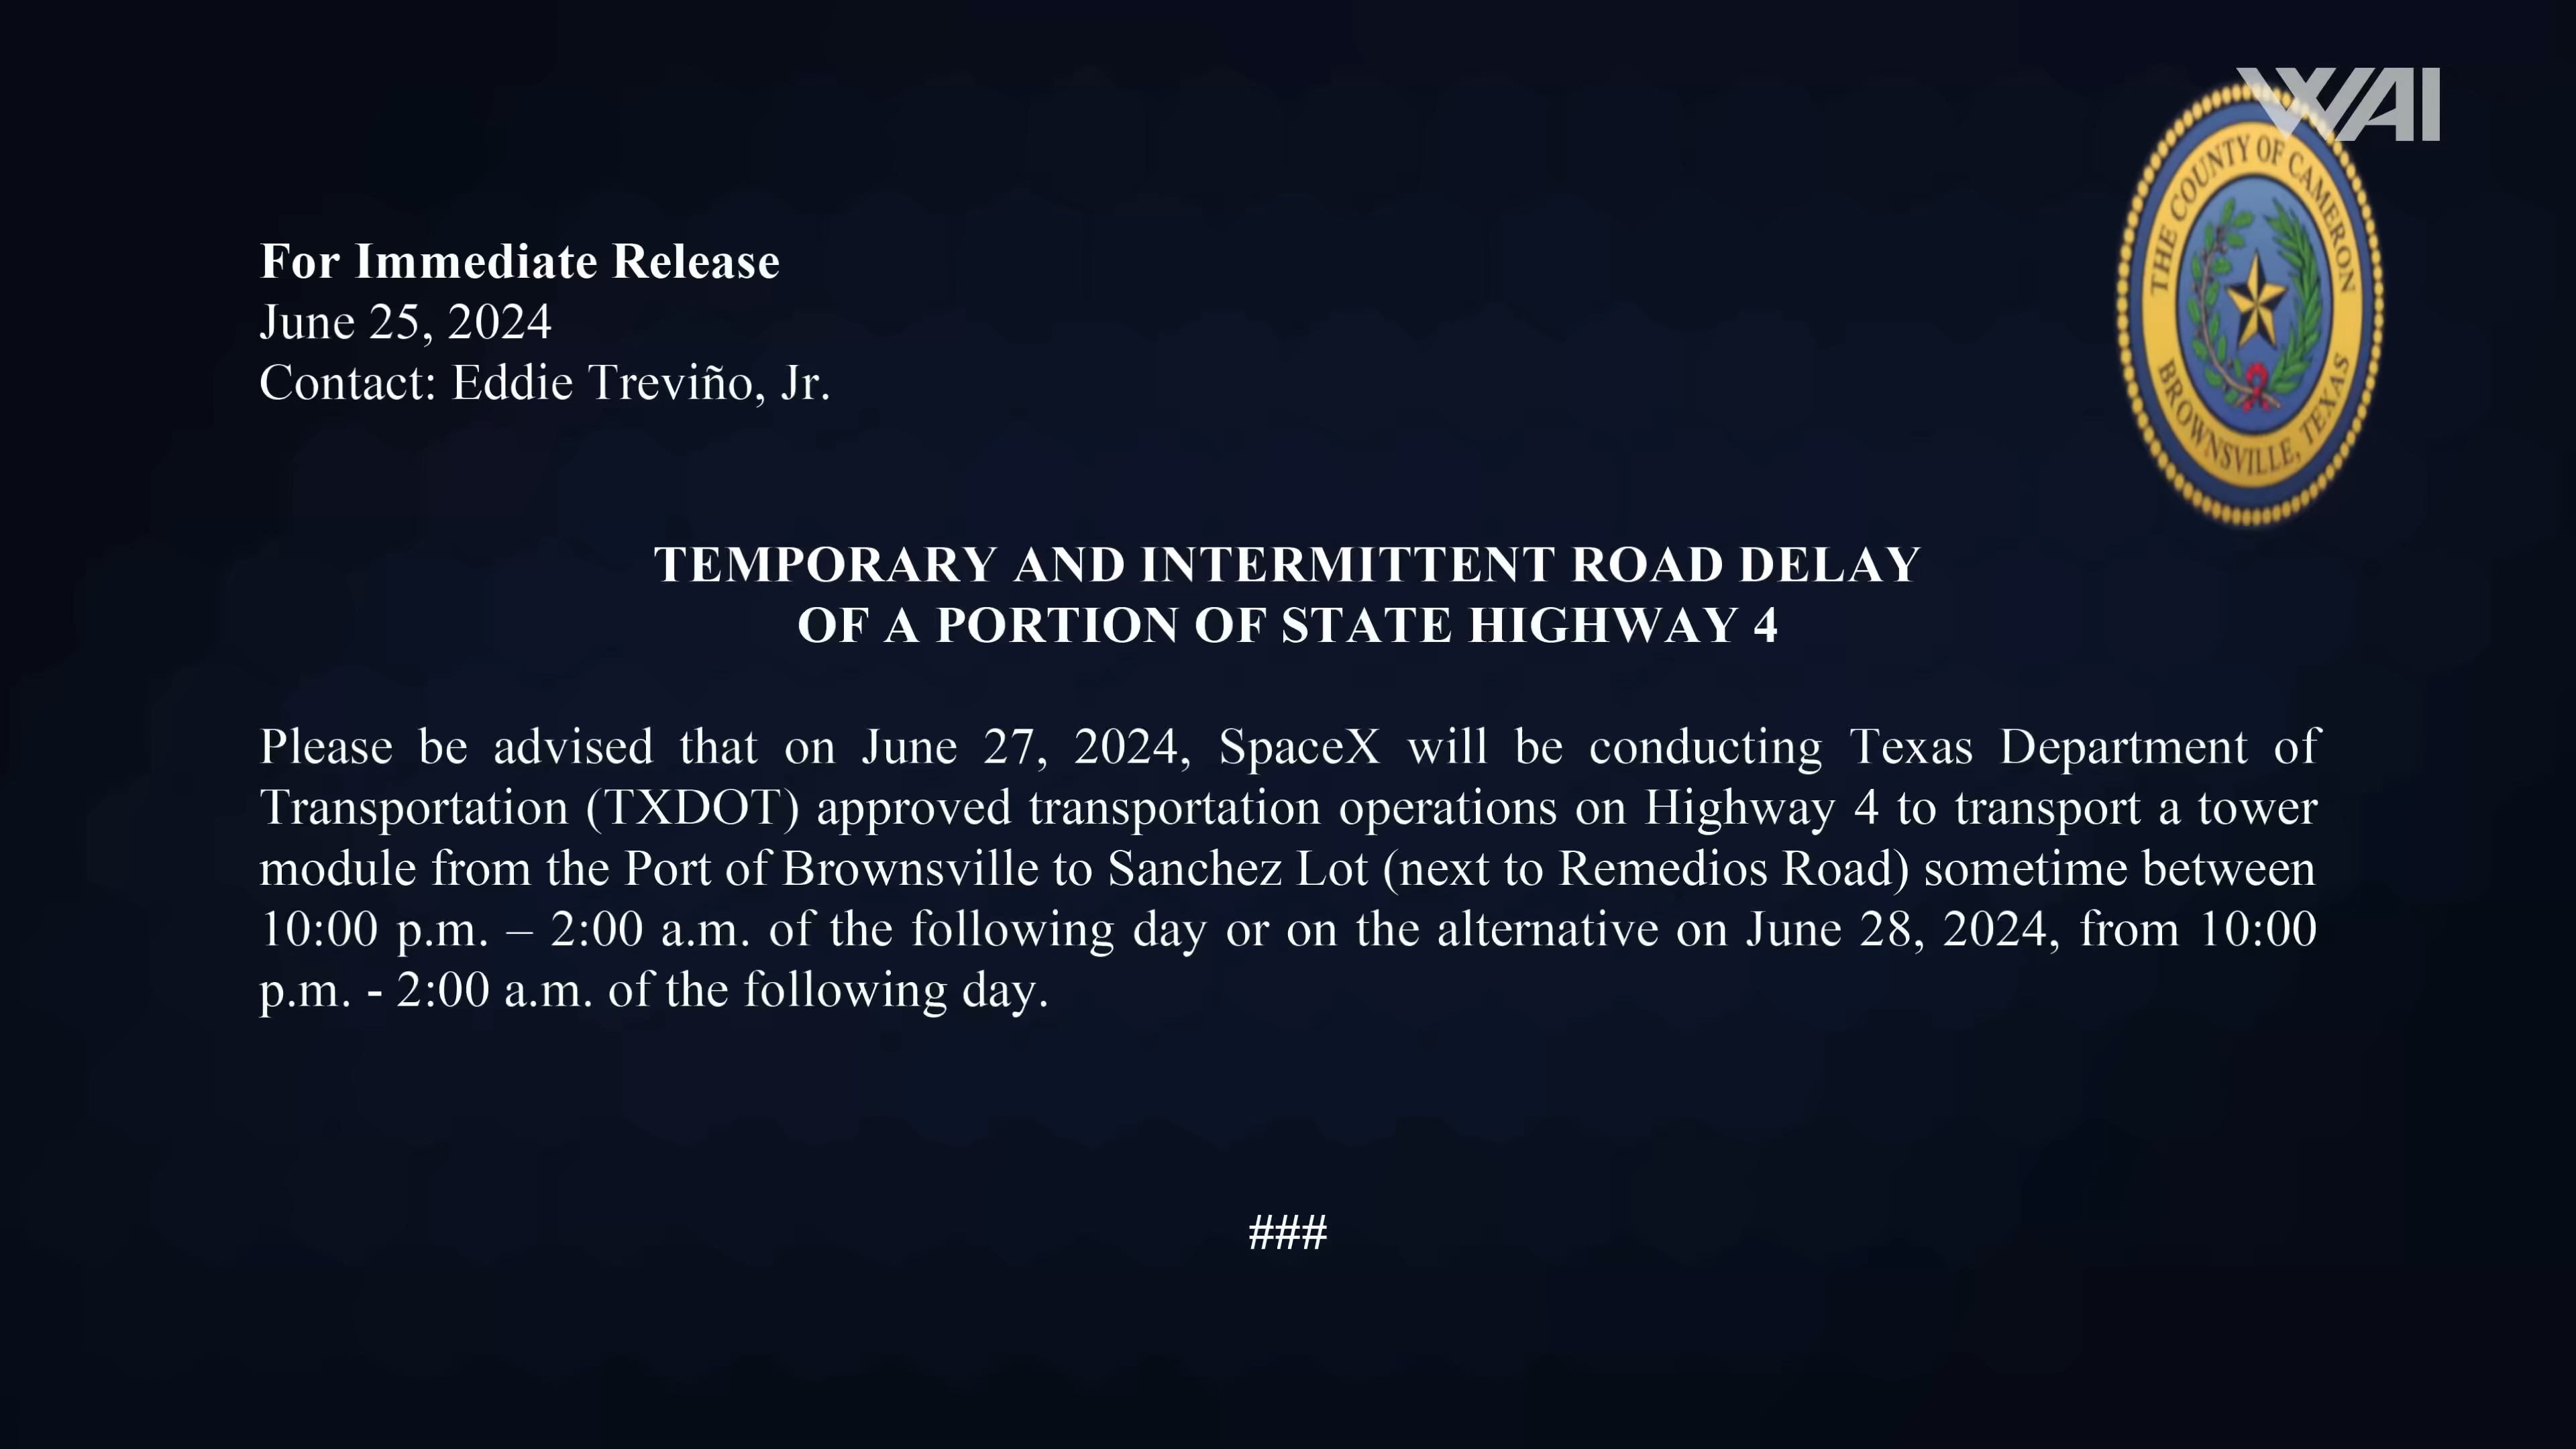 WAI
THE COUNTY OF CAMERON
BROWNSVILLE, TEXAS
For Immediate Release
June 25, 2024
Contact: Eddie Treviño, Jr.
TEMPORARY AND INTERMITTENT ROAD DELAY
OF A PORTION OF STATE HIGHWAY 4
Please be advised that on June 27, 2024, SpaceX will be conducting Texas Department of
Transportation (TXDOT) approved transportation operations on Highway 4 to transport a tower
module from the Port of Brownsville to Sanchez Lot (next to Remedios Road) sometime between
10:00 p.m. – 2:00 a.m. of the following day or on the alternative on June 28, 2024, from 10:00
p.m. - 2:00 a.m. of the following day.
###